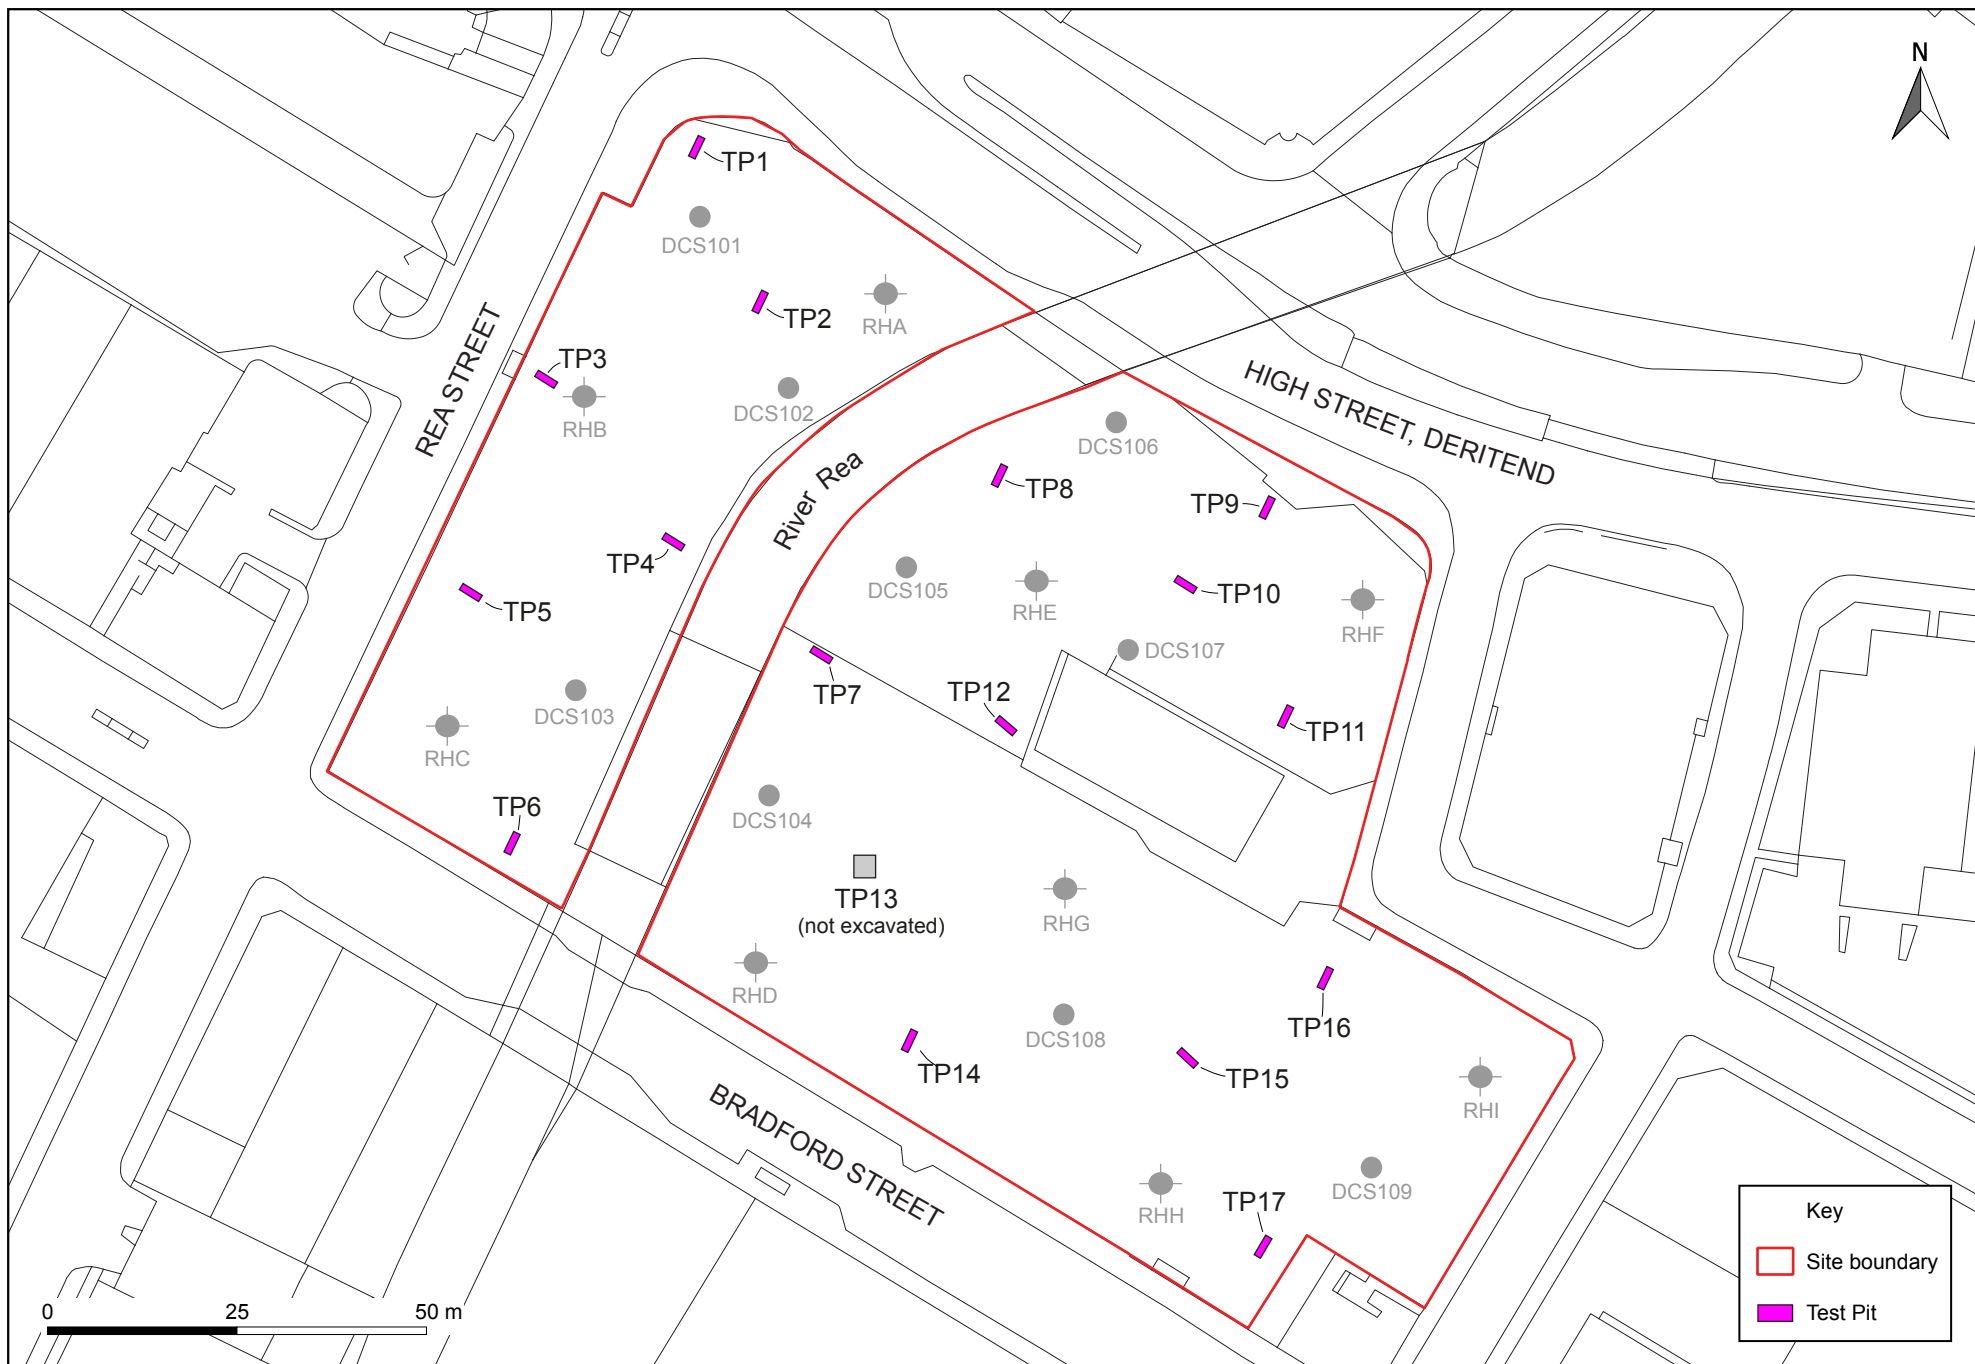 N
TP1
DCS101
TP2
RHA
TP3
RHB
DCS102
REA STREET
HIGH STREET, DERITEND
DCS106
River Rea
TP8
TP9
TP4
DCS105
RHE
TP10
RHF
TP5
DCS107
TP7
TP12
TP11
DCS103
RHC
TP6
DCS104
TP13
(not excavated)
RHG
RHD
TP16
DCS108
TP14
TP15
RHI
BRADFORD STREET
DCS109
RHH
TP17
Key
Site boundary
Test Pit
0 25 50 m